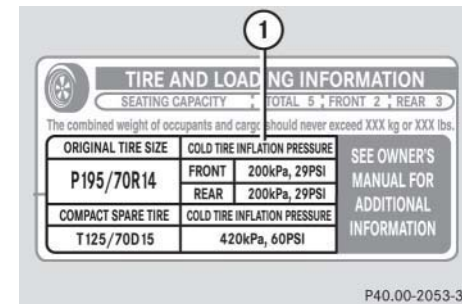 1
TIRE AND LOADING INFORMATION
SEATING CAPACITY TOTAL 5 FRONT 2 REAR 3
The combined weight of occupants and cargo should never exceed XXX kg or XXX lbs.
ORIGINAL TIRE SIZE COLD TIRE INFLATION PRESSURE
P195/70R14 FRONT 200kPa, 29PSI
REAR 200kPa, 29PSI
COMPACT SPARE TIRE COLD TIRE INFLATION PRESSURE
T125/70D15 420kPa, 60PSI
SEE OWNER'S
MANUAL FOR
ADDITIONAL
INFORMATION
P40.00-2053-3